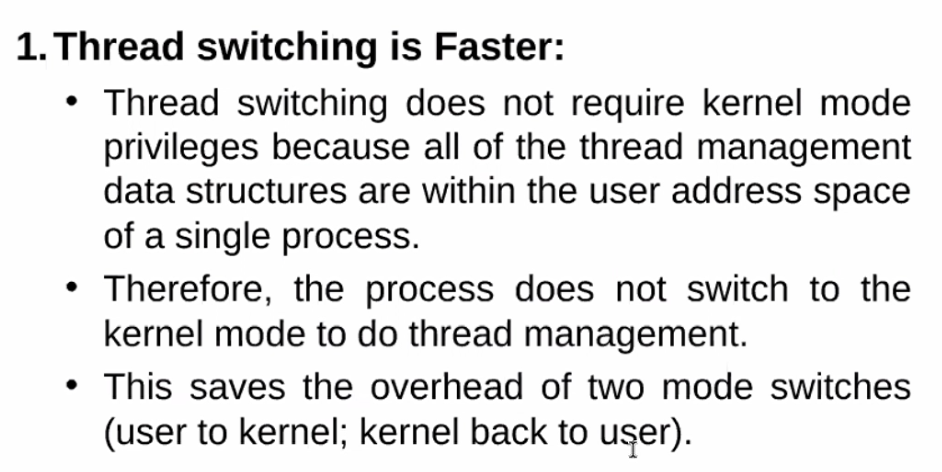 1. Thread switching is Faster:
• Thread switching does not require kernel mode
privileges because all of the thread management
data structures are within the user address space
of a single process.
• Therefore, the process does not switch to the
kernel mode to do thread management.
• This saves the overhead of two mode switches
(user to kernel; kernel back to user).